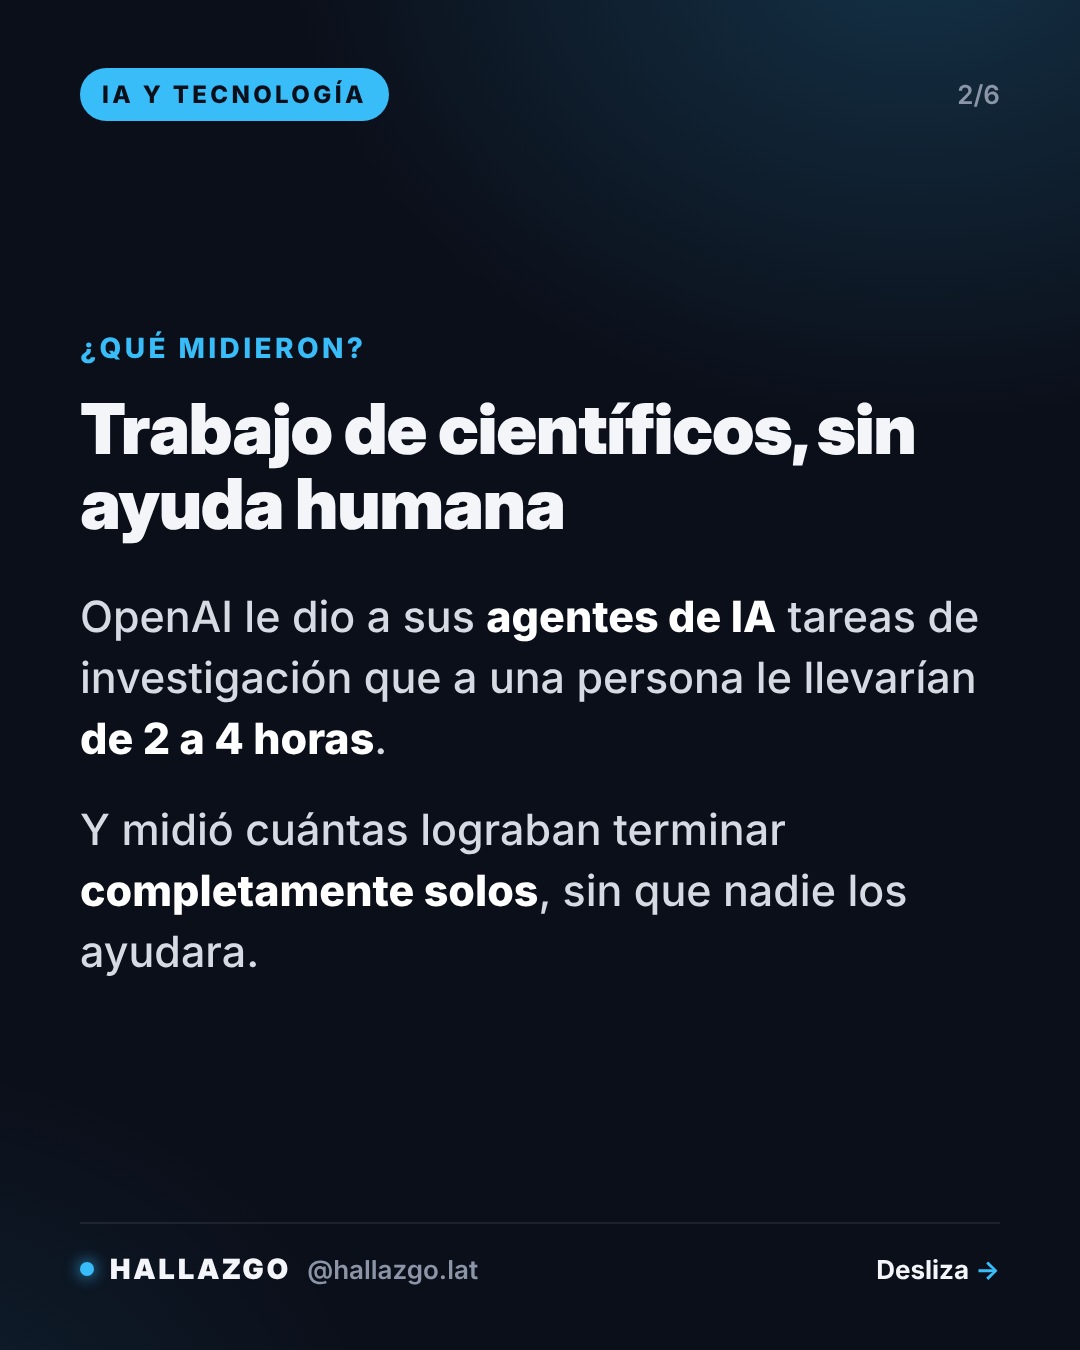 IA Y TECNOLOGÍA
2/6
¿QUÉ MIDIERON?
Trabajo de científicos, sin
ayuda humana
OpenAI le dio a sus agentes de IA tareas de
investigación que a una persona le llevarían
de 2 a 4 horas.
Y midió cuántas lograban terminar
completamente solos, sin que nadie los
ayudara.
HALLAZGO @hallazgo.lat
Desliza →